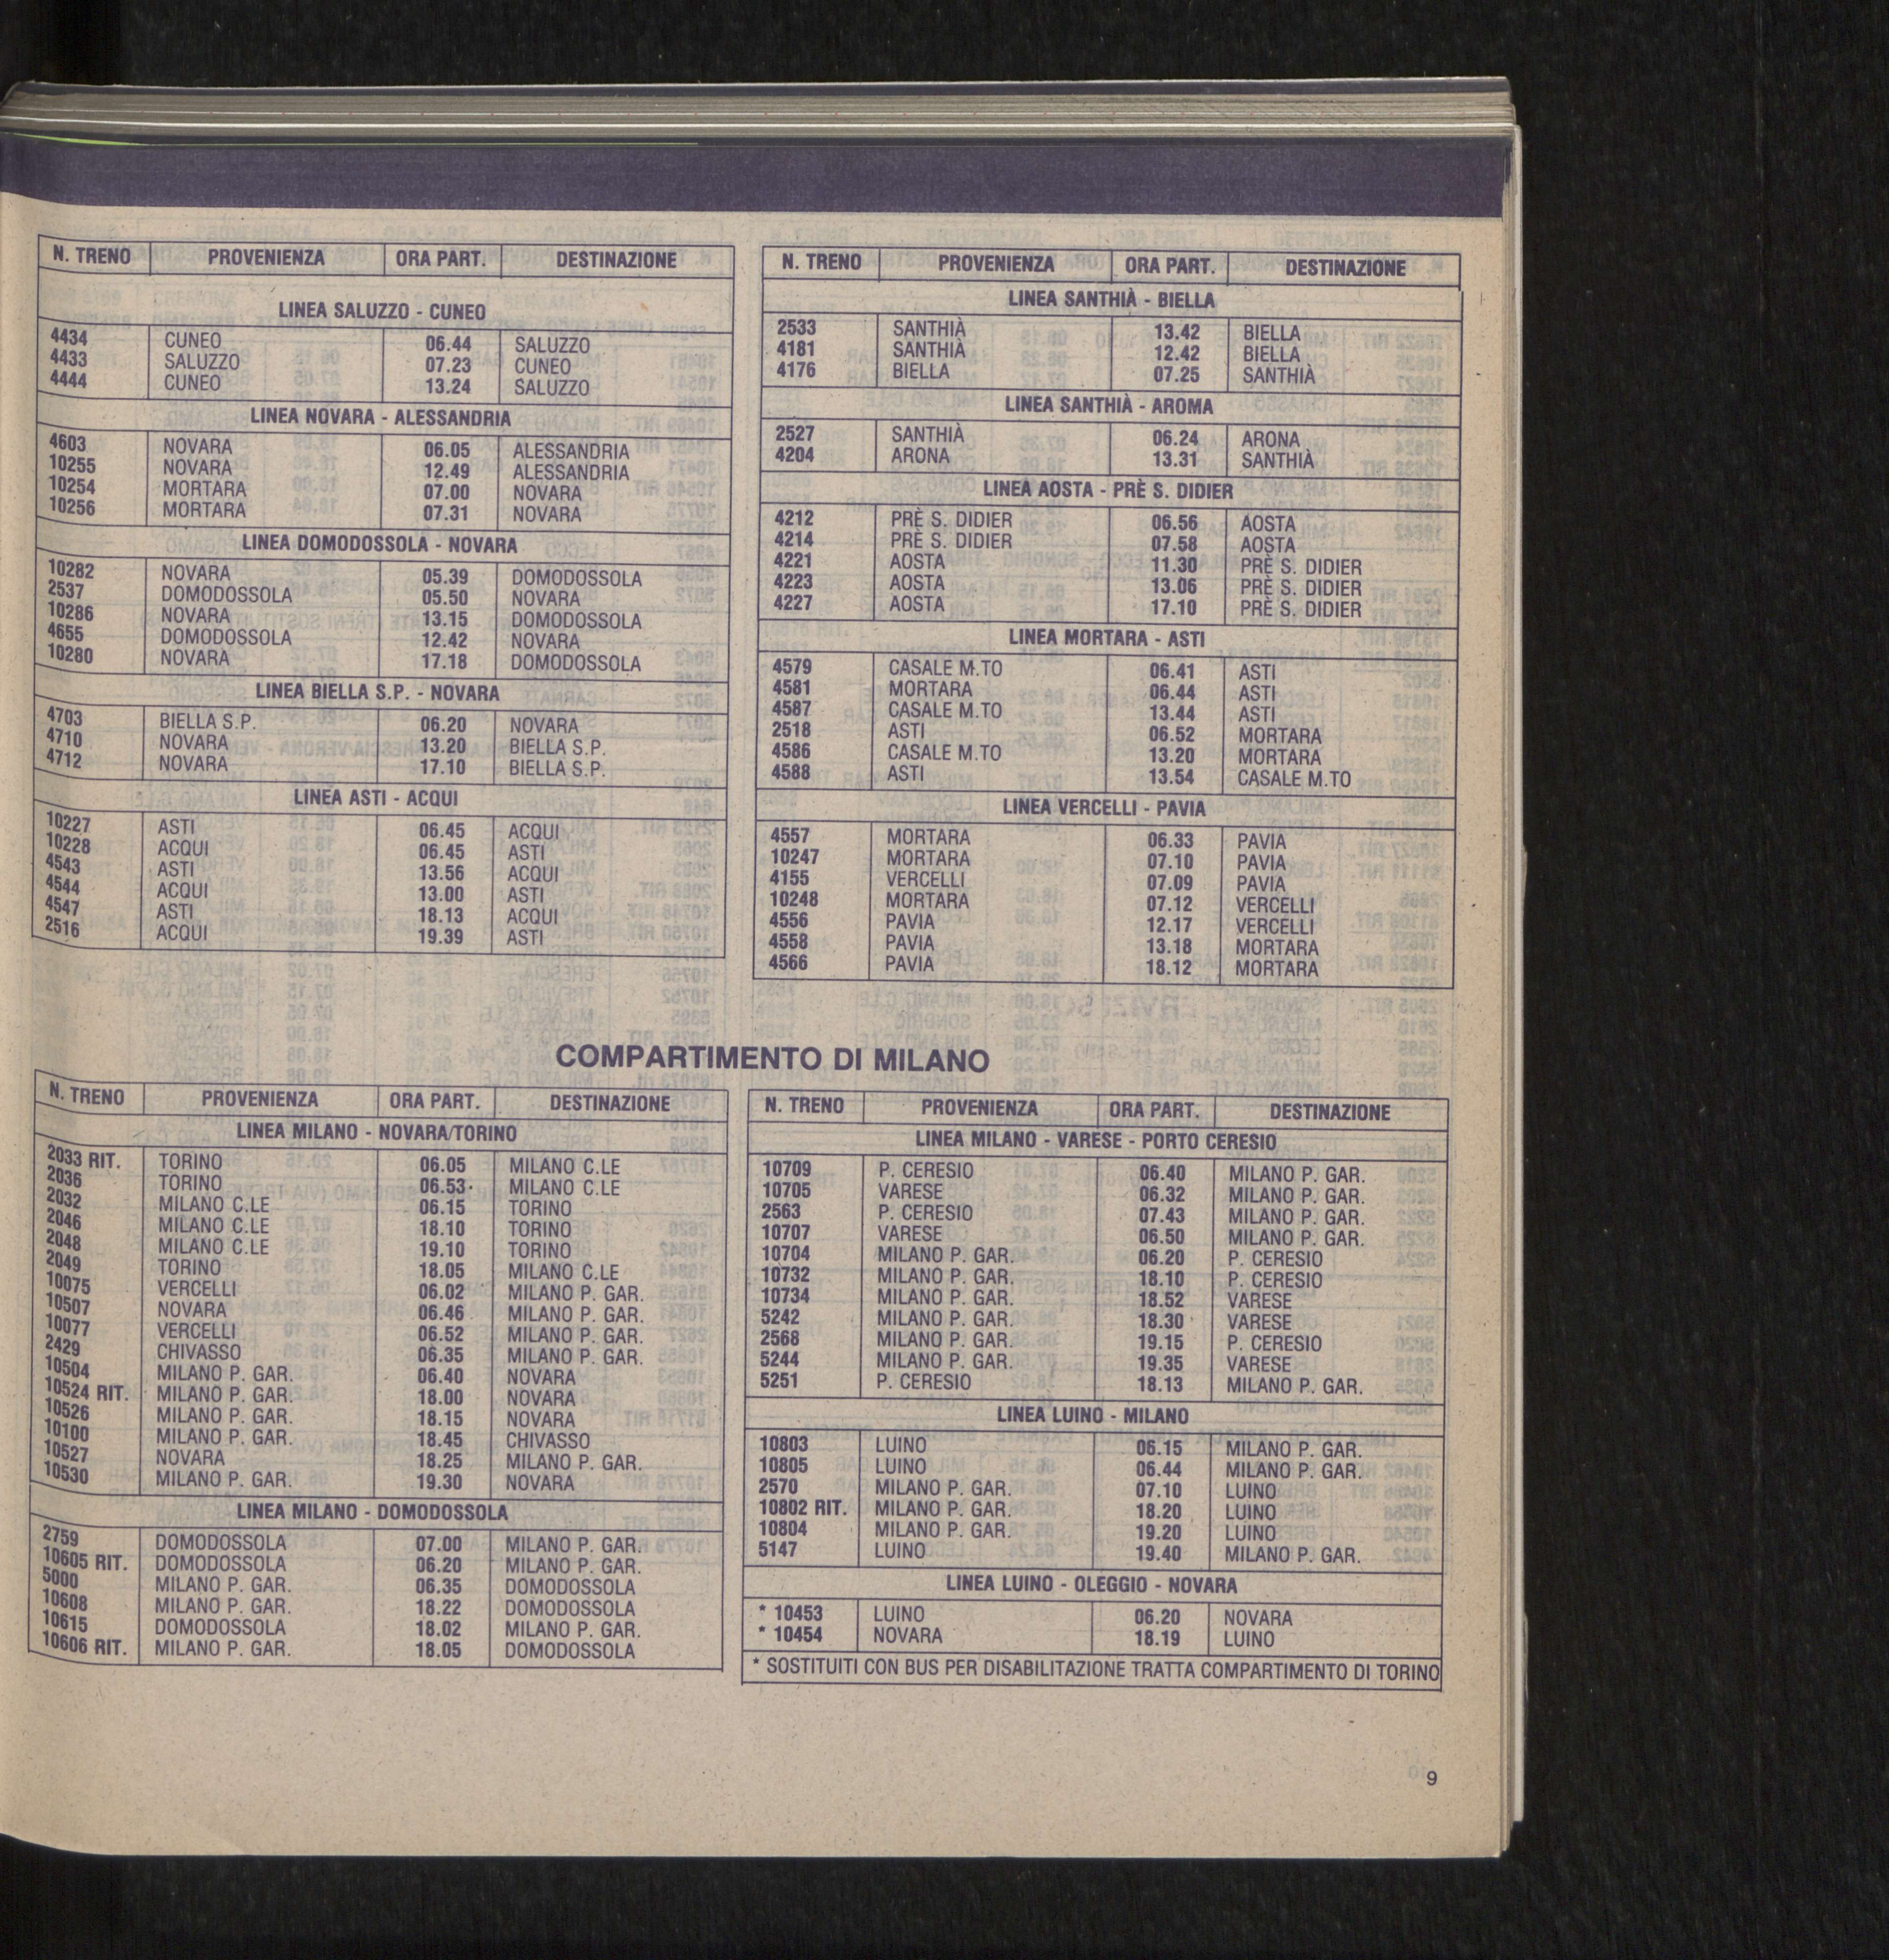 N. TRENO PROVENIENZA ORA PART. DESTINAZIONE
LINEA SALUZZO - CUNEO
4434 CUNEO 06.44 SALUZZO
4433 SALUZZO 07.23 CUNEO
4444 CUNEO 13.24 SALUZZO
LINEA NOVARA - ALESSANDRIA
4603 NOVARA 06.05 ALESSANDRIA
10255 NOVARA 12.49 ALESSANDRIA
10254 MORTARA 07.00 NOVARA
10256 MORTARA 07.31 NOVARA
LINEA DOMODOSSOLA - NOVARA
10282 NOVARA 05.39 DOMODOSSOLA
2537 DOMODOSSOLA 05.50 NOVARA
10286 NOVARA 13.15 DOMODOSSOLA
4655 DOMODOSSOLA 12.42 NOVARA
10280 NOVARA 17.18 DOMODOSSOLA
LINEA BIELLA S.P. - NOVARA
4703 BIELLA S.P. 06.20 NOVARA
4710 NOVARA 13.20 BIELLA S.P.
4712 NOVARA 17.10 BIELLA S.P.
LINEA ASTI - ACQUI
10227 ASTI 06.45 ACQUI
10228 ACQUI 06.45 ASTI
4543 ASTI 13.56 ACQUI
4544 ACQUI 13.00 ASTI
4547 ASTI 18.13 ACQUI
2516 ACQUI 19.39 ASTI
N. TRENO PROVENIENZA ORA PART. DESTINAZIONE
LINEA SANTHIÀ - BIELLA
2533 SANTHIÀ 13.42 BIELLA
4181 SANTHIÀ 12.42 BIELLA
4176 BIELLA 07.25 SANTHIÀ
LINEA SANTHIÀ - AROMA
2527 SANTHIÀ 06.24 ARONA
4204 ARONA 13.31 SANTHIÀ
LINEA AOSTA - PRÈ S. DIDIER
4212 PRÈ S. DIDIER 06.56 AOSTA
4214 PRÈ S. DIDIER 07.58 AOSTA
4221 AOSTA 11.30 PRÈ S. DIDIER
4223 AOSTA 13.06 PRÈ S. DIDIER
4227 AOSTA 17.10 PRÈ S. DIDIER
LINEA MORTARA - ASTI
4579 CASALE M.TO 06.41 ASTI
4581 MORTARA 06.44 ASTI
4587 CASALE M.TO 13.44 ASTI
2518 ASTI 06.52 MORTARA
4586 CASALE M.TO 13.20 MORTARA
4588 ASTI 13.54 CASALE M.TO
LINEA VERCELLI - PAVIA
4557 MORTARA 06.33 PAVIA
10247 MORTARA 07.10 PAVIA
4155 VERCELLI 07.09 PAVIA
10248 MORTARA 07.12 VERCELLI
4556 PAVIA 12.17 VERCELLI
4558 PAVIA 13.18 MORTARA
4566 PAVIA 18.12 MORTARA
COMPARTIMENTO DI MILANO
N. TRENO PROVENIENZA ORA PART. DESTINAZIONE
LINEA MILANO - NOVARA/TORINO
2033 RIT. TORINO 06.05 MILANO C.LE
2036 TORINO 06.53 MILANO C.LE
2032 MILANO C.LE 06.15 TORINO
2046 MILANO C.LE 18.10 TORINO
2048 MILANO C.LE 19.10 TORINO
2049 TORINO 18.05 MILANO C.LE
10075 VERCELLI 06.02 MILANO P. GAR.
10507 NOVARA 06.46 MILANO P. GAR.
10077 VERCELLI 06.52 MILANO P. GAR.
2429 CHIVASSO 06.35 MILANO P. GAR.
10504 MILANO P. GAR. 06.40 NOVARA
10524 RIT. MILANO P. GAR. 18.00 NOVARA
10526 MILANO P. GAR. 18.15 NOVARA
10100 MILANO P. GAR. 18.45 CHIVASSO
10527 NOVARA 18.25 MILANO P. GAR.
10530 MILANO P. GAR. 19.30 NOVARA
LINEA MILANO - DOMODOSSOLA
2759 DOMODOSSOLA 07.00 MILANO P. GAR.
10605 RIT. DOMODOSSOLA 06.20 MILANO P. GAR.
5000 MILANO P. GAR. 06.35 DOMODOSSOLA
10608 MILANO P. GAR. 18.22 DOMODOSSOLA
10615 DOMODOSSOLA 18.02 MILANO P. GAR.
10606 RIT. MILANO P. GAR. 18.05 DOMODOSSOLA
N. TRENO PROVENIENZA ORA PART. DESTINAZIONE
LINEA MILANO - VARESE - PORTO CERESIO
10709 P. CERESIO 06.40 MILANO P. GAR.
10705 VARESE 06.32 MILANO P. GAR.
2563 P. CERESIO 07.43 MILANO P. GAR.
10707 VARESE 06.50 MILANO P. GAR.
10704 MILANO P. GAR. 06.20 P. CERESIO
10732 MILANO P. GAR. 18.10 P. CERESIO
10734 MILANO P. GAR. 18.52 VARESE
5242 MILANO P. GAR. 18.30 VARESE
2568 MILANO P. GAR. 19.15 P. CERESIO
5244 MILANO P. GAR. 19.35 VARESE
5251 P. CERESIO 18.13 MILANO P. GAR.
LINEA LUINO - MILANO
10803 LUINO 06.15 MILANO P. GAR.
10805 LUINO 06.44 MILANO P. GAR.
2570 MILANO P. GAR. 07.10 LUINO
10802 RIT. MILANO P. GAR. 18.20 LUINO
10804 MILANO P. GAR. 19.20 LUINO
5147 LUINO 19.40 MILANO P. GAR.
LINEA LUINO - OLEGGIO - NOVARA
* 10453 LUINO 06.20 NOVARA
* 10454 NOVARA 18.19 LUINO
* SOSTITUITI CON BUS PER DISABILITAZIONE TRATTA COMPARTIMENTO DI TORINO
9